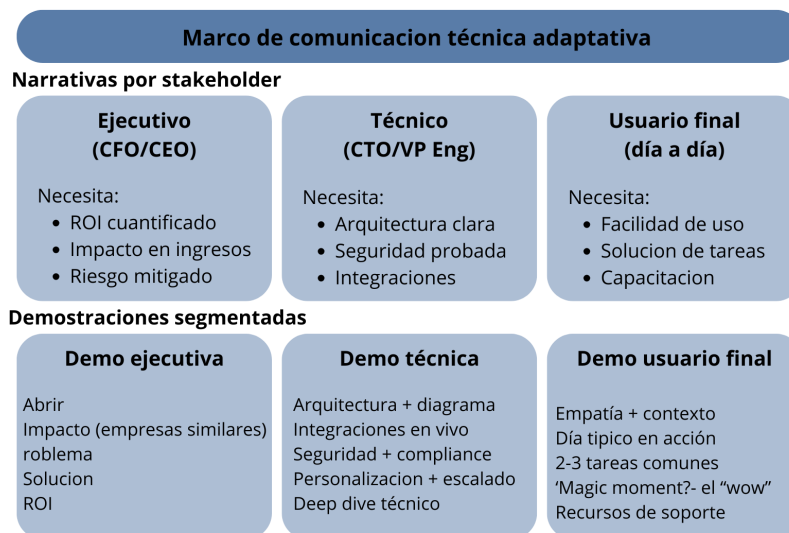 Marco de comunicacion técnica adaptativa
Narrativas por stakeholder
Ejecutivo
(CFO/CEO)
Necesita:
• ROI cuantificado
• Impacto en ingresos
• Riesgo mitigado
Técnico
(CTO/VP Eng)
Necesita:
• Arquitectura clara
• Seguridad probada
• Integraciones
Usuario final
(día a día)
Necesita:
• Facilidad de uso
• Solucion de tareas
• Capacitacion
Demostraciones segmentadas
Demo ejecutiva
Abrir
Impacto (empresas similares)
roblema
Solucion
ROI
Demo técnica
Arquitectura + diagrama
Integraciones en vivo
Seguridad + compliance
Personalizacion + escalado
Deep dive técnico
Demo usuario final
Empatía + contexto
Día tipico en acción
2-3 tareas comunes
‘Magic moment?- el “wow”
Recursos de soporte